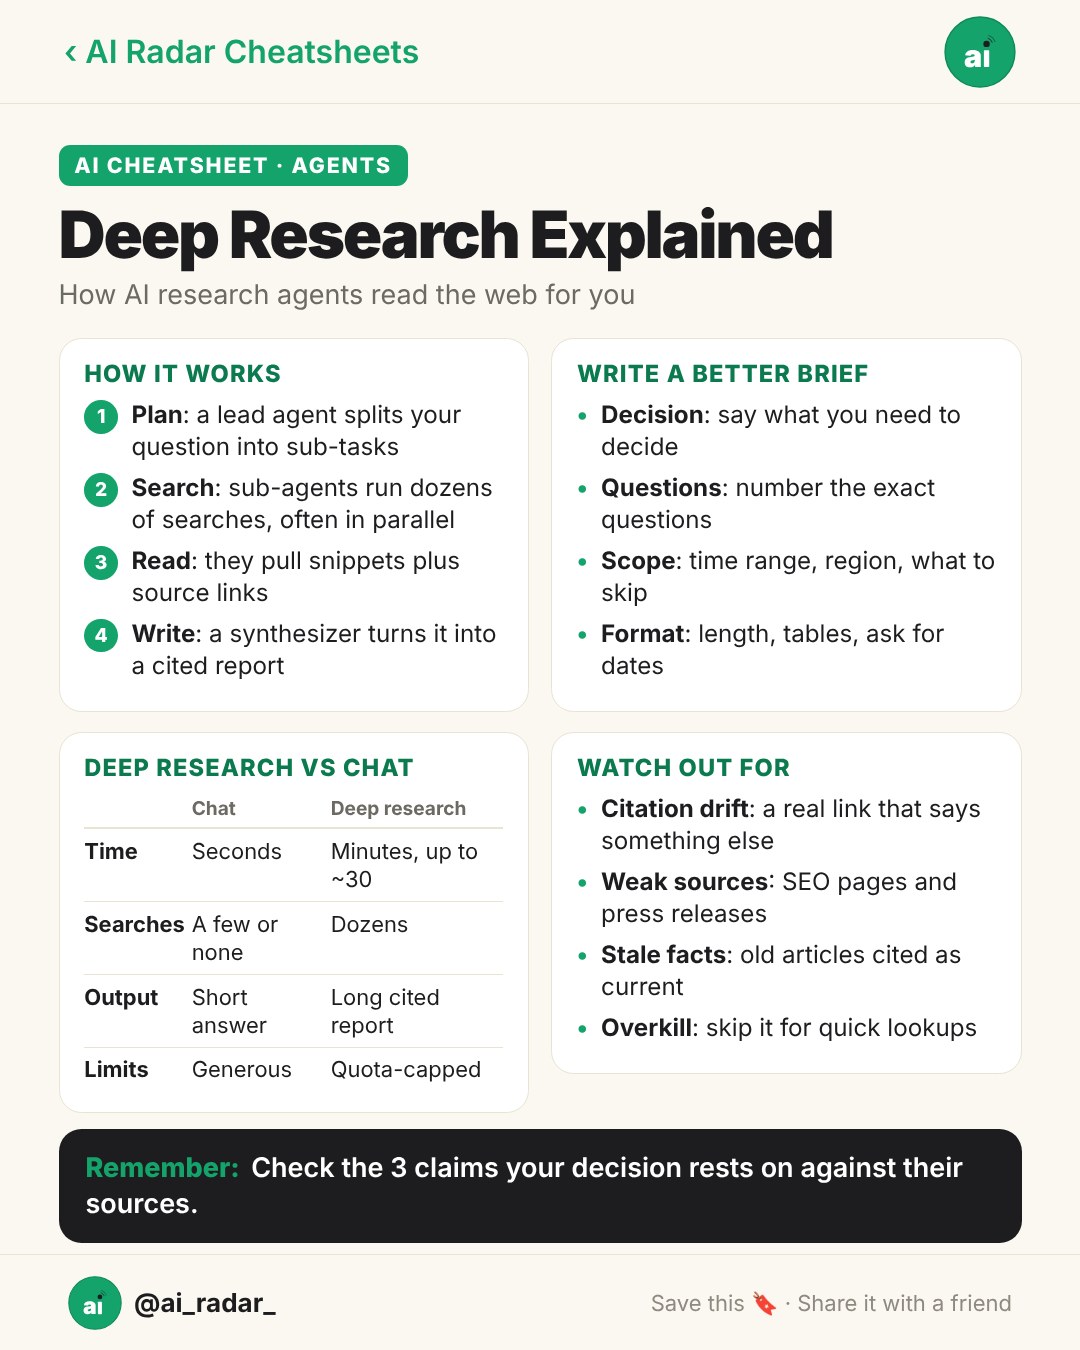 ‹ AI Radar Cheatsheets
ai
AI CHEATSHEET · AGENTS
Deep Research Explained
How AI research agents read the web for you
HOW IT WORKS
1 Plan: a lead agent splits your
question into sub-tasks
2 Search: sub-agents run dozens
of searches, often in parallel
3 Read: they pull snippets plus
source links
4 Write: a synthesizer turns it into
a cited report
WRITE A BETTER BRIEF
• Decision: say what you need to
decide
• Questions: number the exact
questions
• Scope: time range, region, what to
skip
• Format: length, tables, ask for
dates
DEEP RESEARCH VS CHAT
Chat Deep research
Time Seconds Minutes, up to
~30
Searches A few or Dozens
none
Output Short Long cited
answer report
Limits Generous Quota-capped
WATCH OUT FOR
• Citation drift: a real link that says
something else
• Weak sources: SEO pages and
press releases
• Stale facts: old articles cited as
current
• Overkill: skip it for quick lookups
Remember: Check the 3 claims your decision rests on against their
sources.
ai @ai_radar_
Save this 🔖 · Share it with a friend